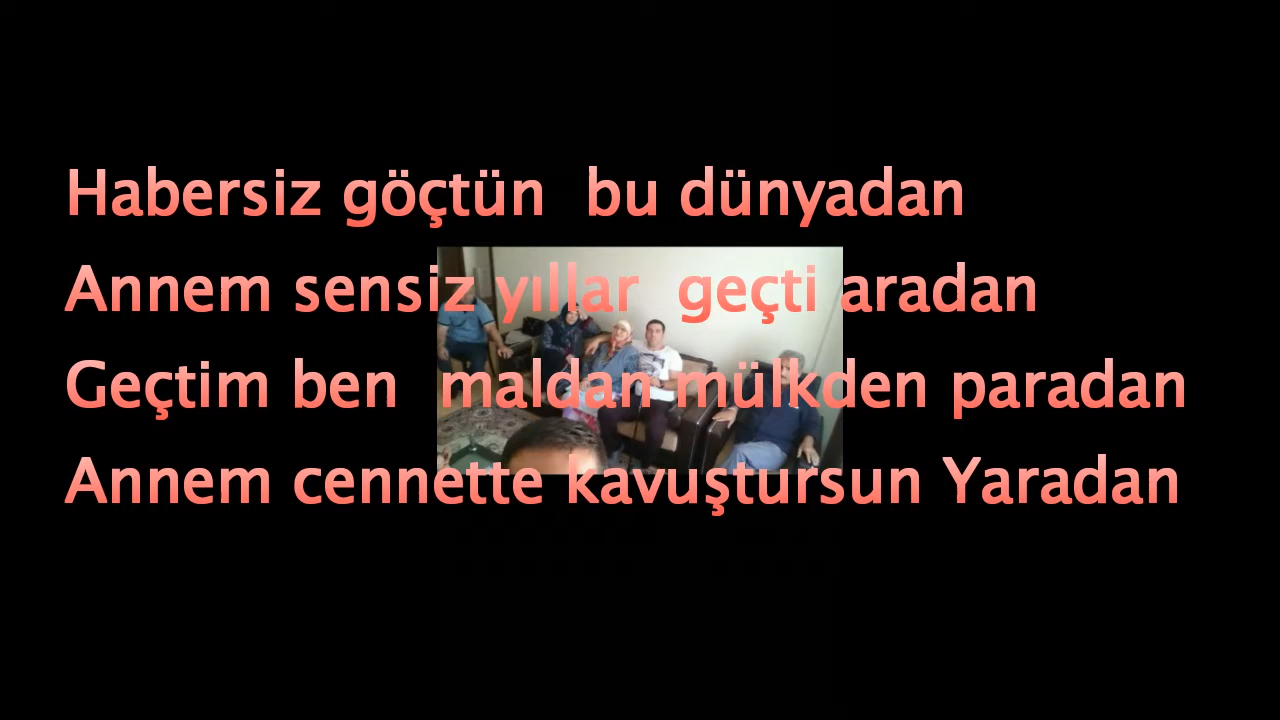 Habersiz göçtün bu dünyadan
Annem sensiz yıllar geçti aradan
Geçtim ben maldan mülkden paradan
Annem cennette kavuştursun Yaradan